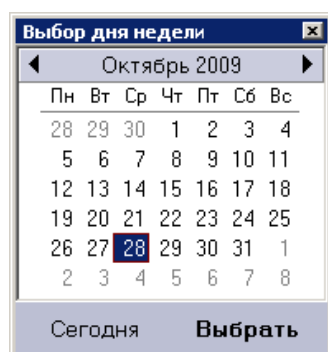 Выбор дня недели
Октябрь 2009
Пн Вт Ср Чт Пт Сб Вс
28 29 30 1 2 3 4
5 6 7 8 9 10 11
12 13 14 15 16 17 18
19 20 21 22 23 24 25
26 27 28 29 30 31 1
2 3 4 5 6 7 8
Сегодня Выбрать